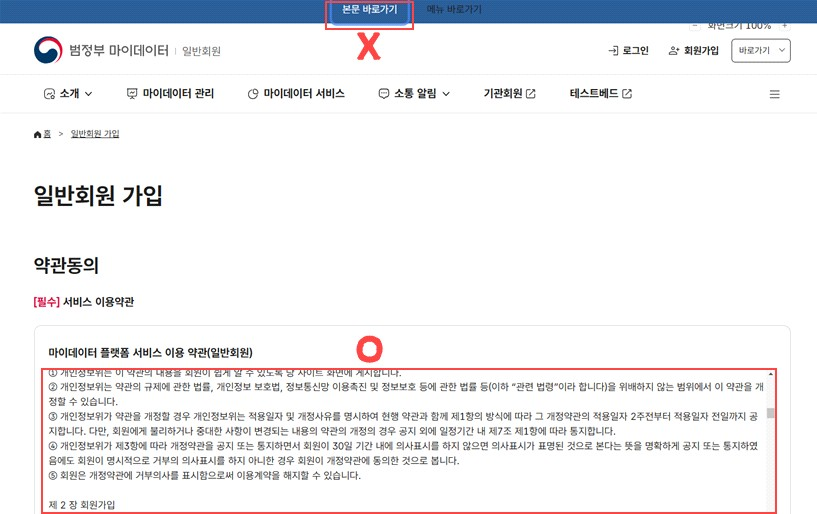 본문 바로가기 메뉴 바로가기
화면크기 100% +
범정부 마이데이터 | 일반회원 로그인 회원가입 바로가기
소개 마이데이터 관리 마이데이터 서비스 소통 알림 기관회원 테스트베드
홈 > 일반회원 가입
일반회원 가입
약관동의
[필수] 서비스 이용약관
마이데이터 플랫폼 서비스 이용 약관(일반회원)
① 개인정보위는 이 약관의 내용을 회원이 쉽게 알 수 있도록 당 사이트 화면에 게시합니다.
② 개인정보위는 약관의 규제에 관한 법률, 개인정보 보호법, 정보통신망 이용촉진 및 정보보호 등에 관한 법률 등(이하 “관련 법령”이라 합니다)을 위배하지 않는 범위에서 이 약관을 개
정할 수 있습니다.
③ 개인정보위가 약관을 개정할 경우 개인정보위는 적용일자 및 개정사유를 명시하여 현행 약관과 함께 제1항의 방식에 따라 그 개정약관의 적용일자 2주전부터 적용일자 전일까지 공
지합니다. 다만, 회원에게 불리하거나 중대한 사항이 변경되는 내용의 약관의 개정의 경우 공지 외에 일정기간 내 제7조 제1항에 따라 통지합니다.
④ 개인정보위가 제3항에 따라 개정약관을 공지 또는 통지하면서 회원이 30일 기간 내에 의사표시를 하지 않으면 의사표시가 표명된 것으로 본다는 뜻을 명확하게 공지 또는 통지하였
음에도 회원이 명시적으로 거부의 의사표시를 하지 아니한 경우 회원이 개정약관에 동의한 것으로 봅니다.
⑤ 회원은 개정약관에 거부의사를 표시함으로써 이용계약을 해지할 수 있습니다.
제 2 장 회원가입